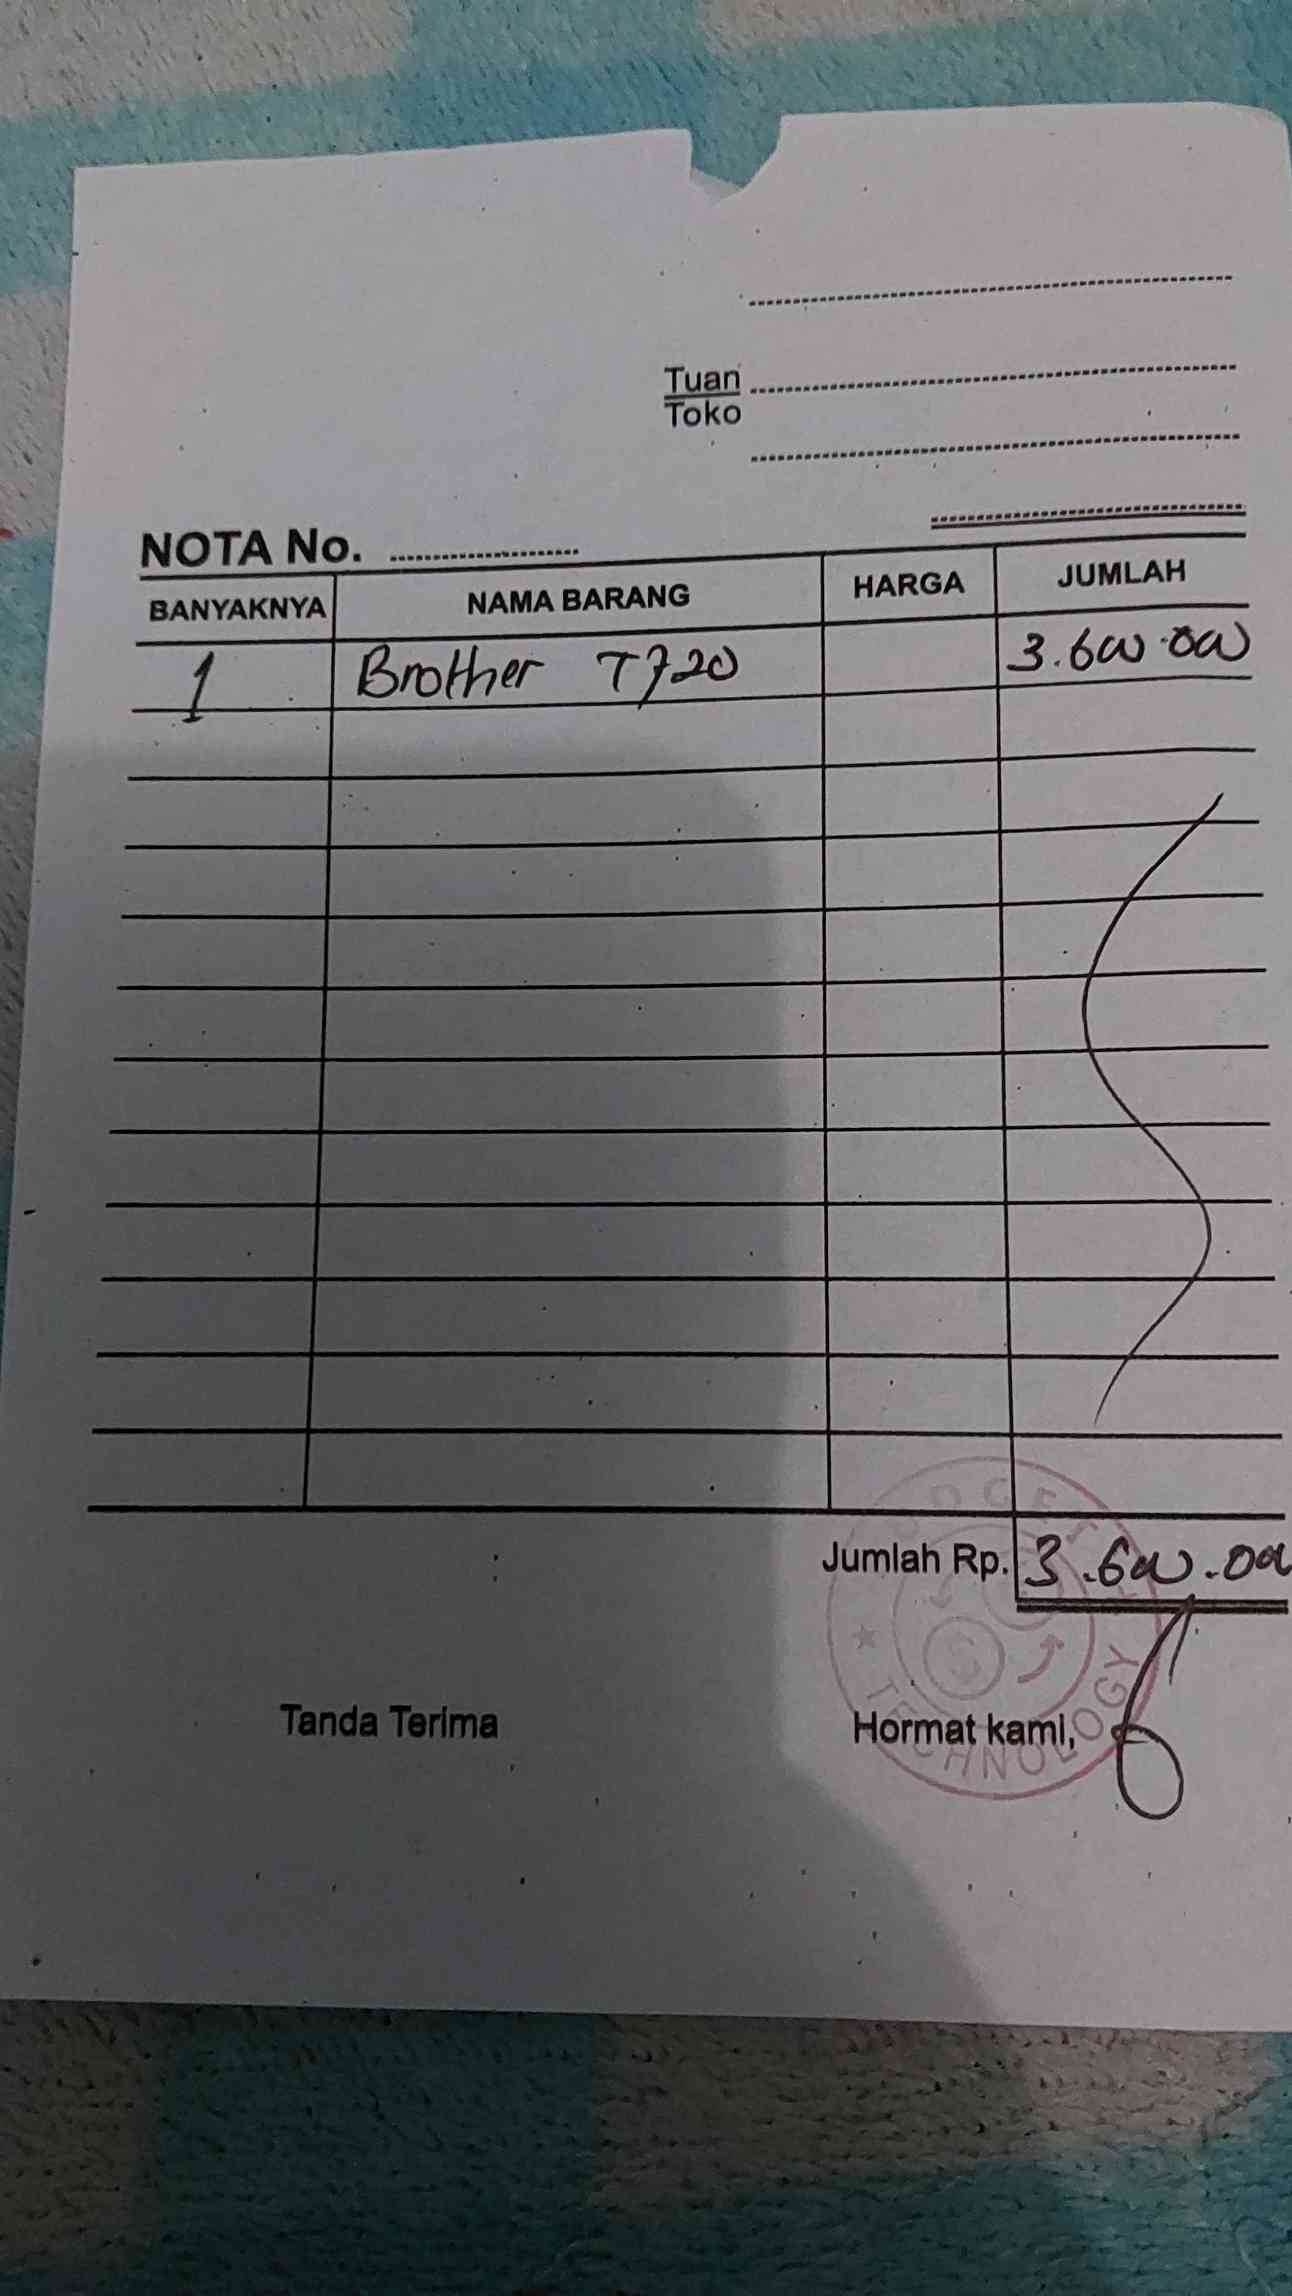 Tuan
Toko
NOTA No.
BANYAKNYA NAMA BARANG HARGA JUMLAH
1 Brother T720 3.600.000
Jumlah Rp. 3.600.000
Tanda Terima Hormat kami,
TECHNOLOGY